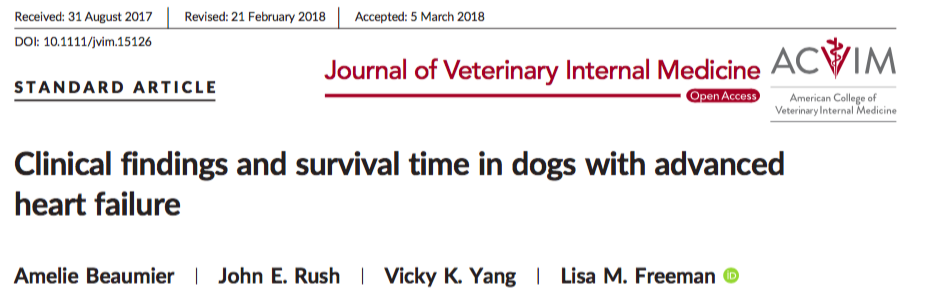 Received: 31 August 2017 | Revised: 21 February 2018 | Accepted: 5 March 2018
DOI: 10.1111/jvim.15126
STANDARD ARTICLE
Journal of Veterinary Internal Medicine
Open Access
ACVIM
American College of
Veterinary Internal Medicine
Clinical findings and survival time in dogs with advanced
heart failure
Amelie Beaumier | John E. Rush | Vicky K. Yang | Lisa M. Freeman iD